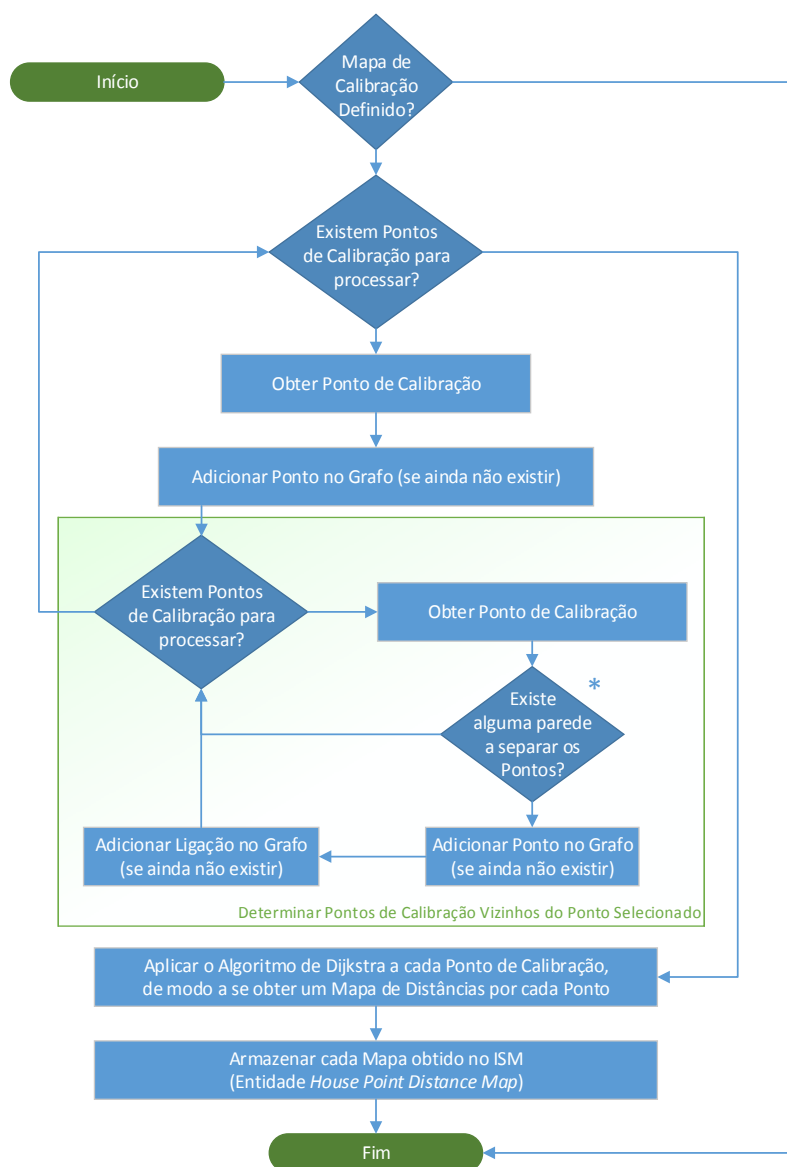 Início
Mapa de
Calibração
Definido?
Existem Pontos
de Calibração para
processar?
Obter Ponto de Calibração
Adicionar Ponto no Grafo (se ainda não existir)
Existem Pontos
de Calibração para
processar?
Obter Ponto de Calibração
*
Existe
alguma parede
a separar os
Pontos?
Adicionar Ligação no Grafo
(se ainda não existir)
Adicionar Ponto no Grafo
(se ainda não existir)
Determinar Pontos de Calibração Vizinhos do Ponto Selecionado
Aplicar o Algoritmo de Dijkstra a cada Ponto de Calibração,
de modo a se obter um Mapa de Distâncias por cada Ponto
Armazenar cada Mapa obtido no ISM
(Entidade House Point Distance Map)
Fim